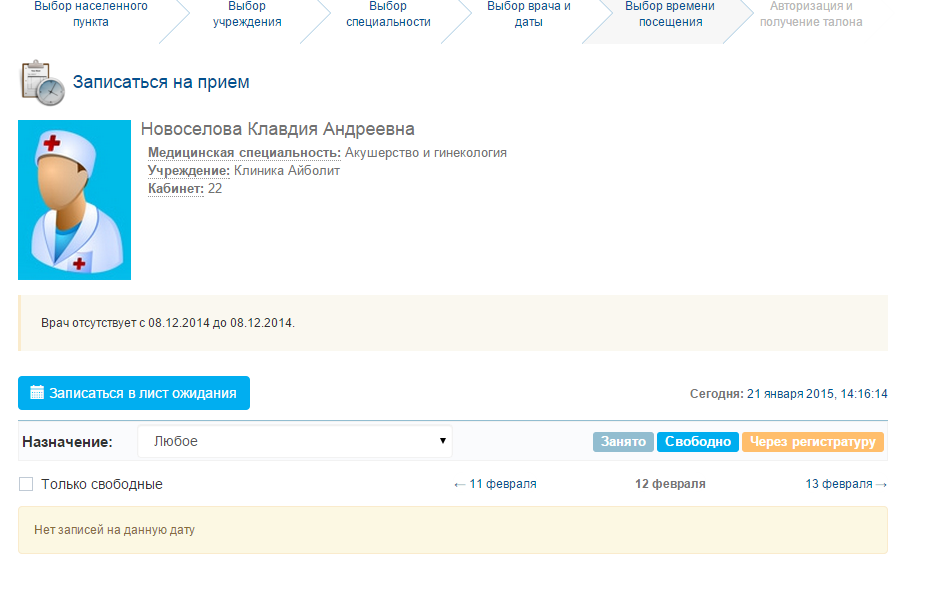 Выбор населенного пункта
Выбор учреждения
Выбор специальности
Выбор врача и даты
Выбор времени посещения
Авторизация и получение талона
Записаться на прием
Новоселова Клавдия Андреевна
Медицинская специальность: Акушерство и гинекология
Учреждение: Клиника Айболит
Кабинет: 22
Врач отсутствует с 08.12.2014 до 08.12.2014.
Записаться в лист ожидания
Сегодня: 21 января 2015, 14:16:14
Назначение: Любое
Занято Свободно Через регистратуру
Только свободные
← 11 февраля 12 февраля 13 февраля →
Нет записей на данную дату